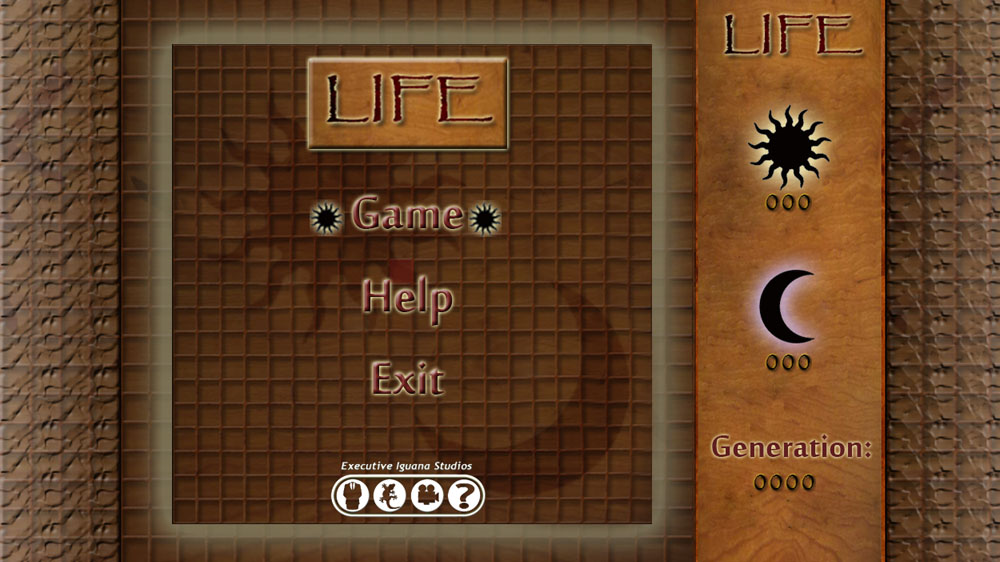 LIFE
Game
Help
Exit
Executive Iguana Studios
?
LIFE
000
000
Generation:
0000